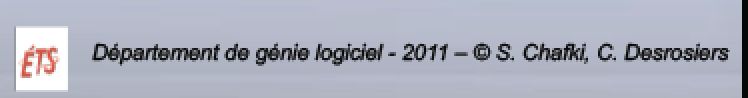 ÉTS
Département de génie logiciel - 2011 – © S. Chafki, C. Desrosiers